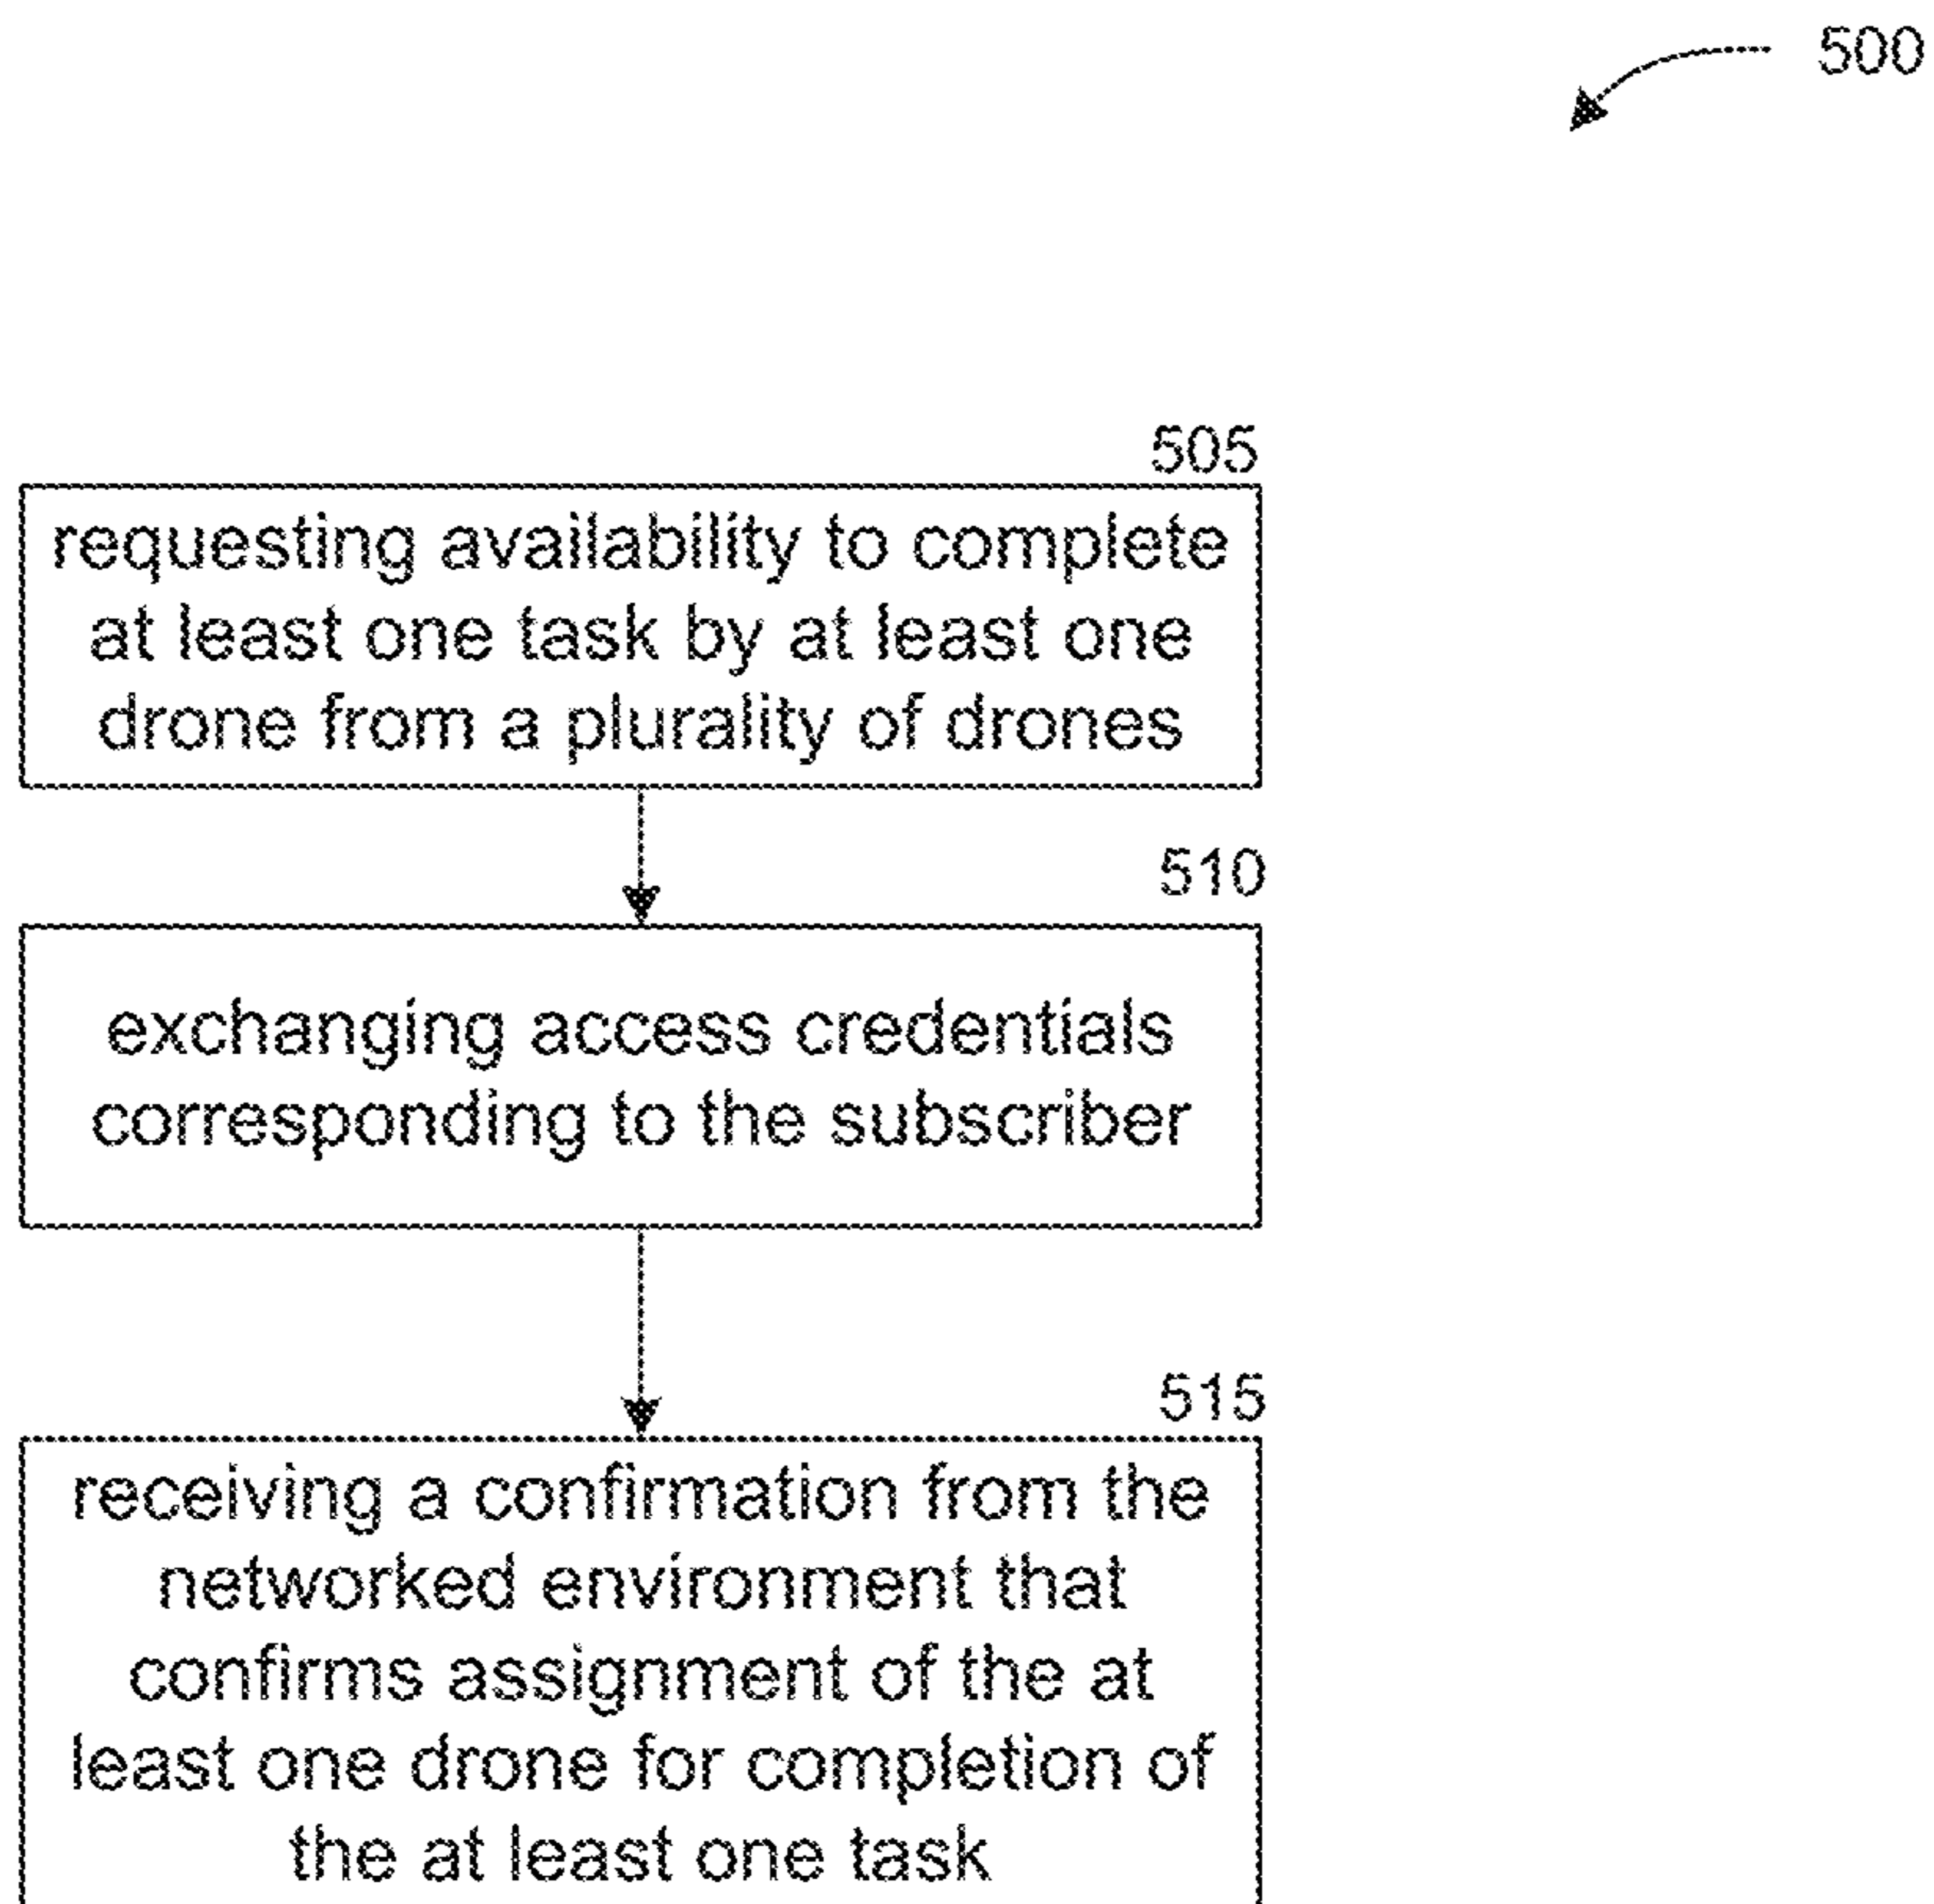 500
505
requesting availability to complete
at least one task by at least one
drone from a plurality of drones
510
exchanging access credentials
corresponding to the subscriber
515
receiving a confirmation from the
networked environment that
confirms assignment of the at
least one drone for completion of
the at least one task